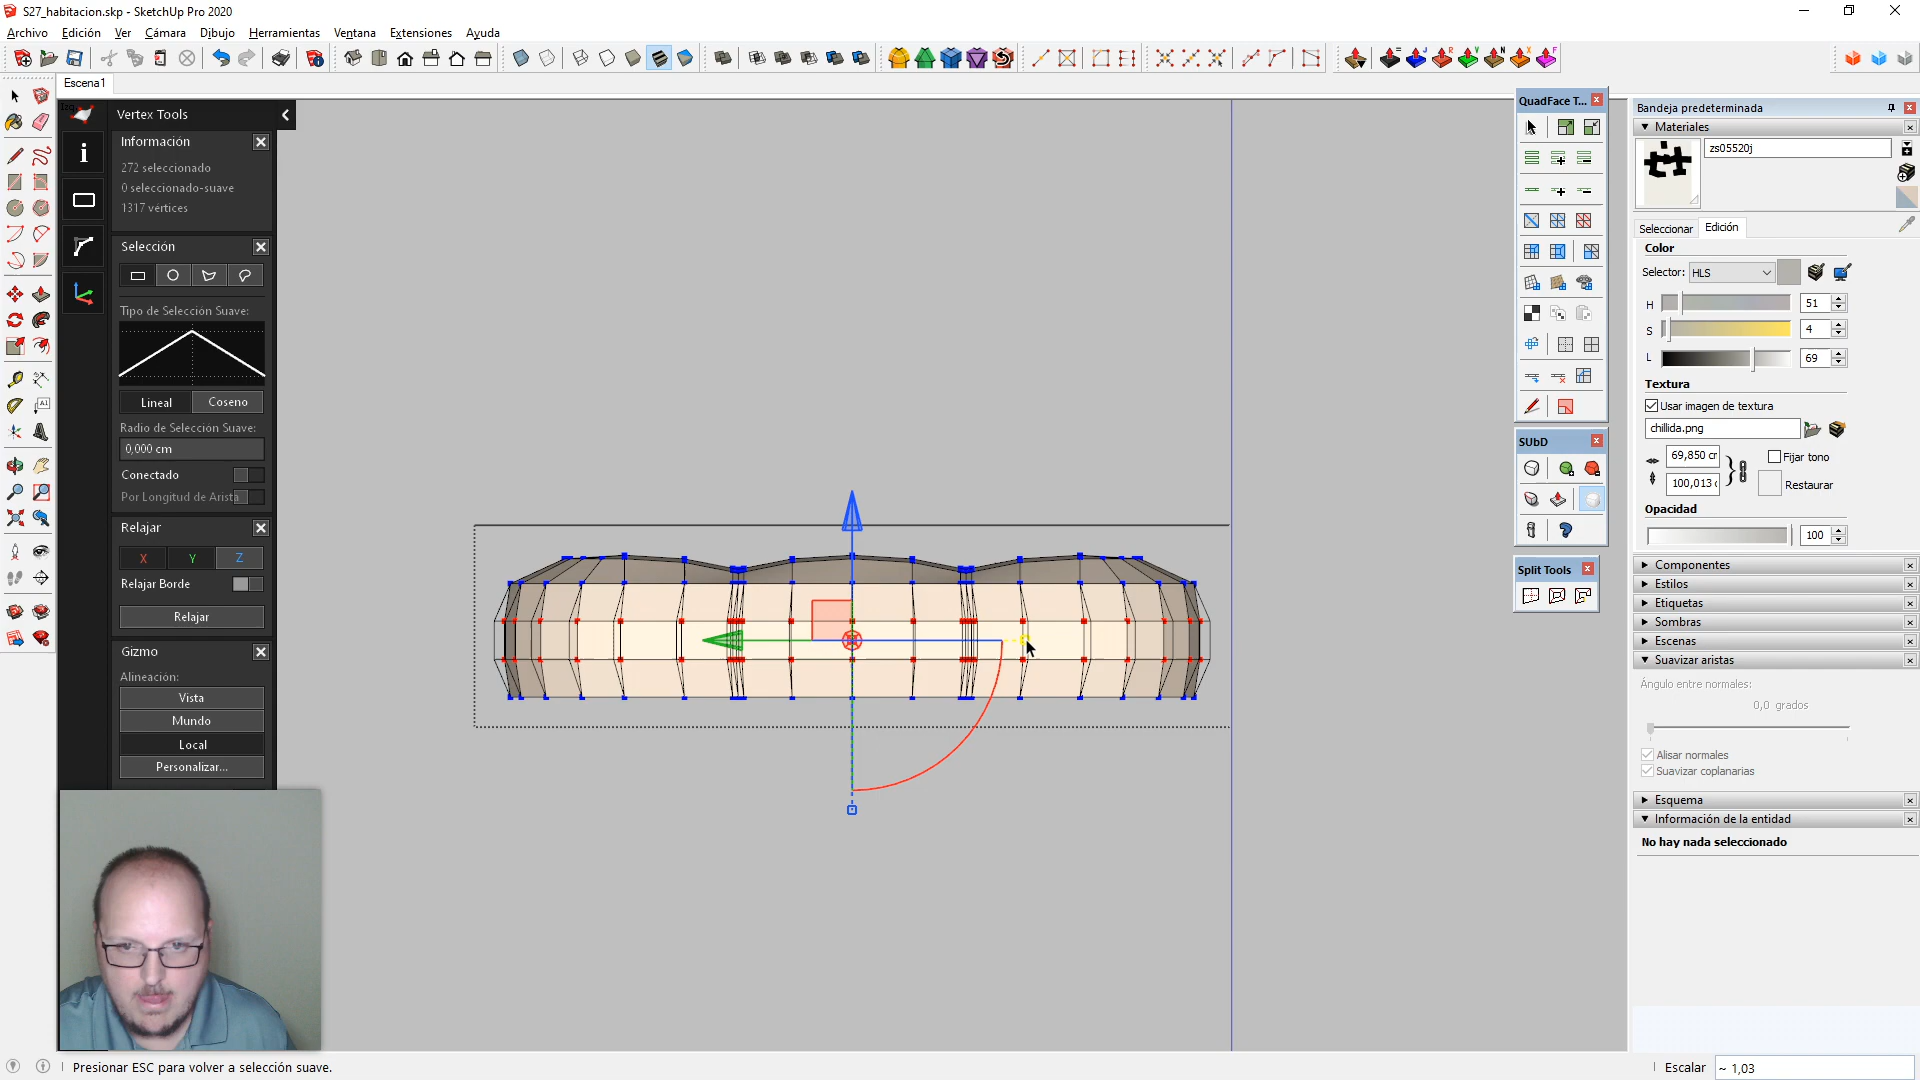 S27_habitacion.skp - SketchUp Pro 2020
Archivo Edición Ver Cámara Dibujo Herramientas Ventana Extensiones Ayuda
Escena1
Vertex Tools
Información
272 seleccionado
0 seleccionado-suave
1317 vértices
Selección
Tipo de Selección Suave:
Lineal Coseno
Radio de Selección Suave:
0,000 cm
Conectado
Por Longitud de Arista
Relajar
X Y Z
Relajar Borde
Relajar
Gizmo
Alineación:
Vista
Mundo
Local
Personalizar...
QuadFace T...
SUbD
Split Tools
Bandeja predeterminada
Materiales
zs05520j
Seleccionar Edición
Color
Selector: HLS
H 51
S 4
L 69
Textura
Usar imagen de textura
chillida.png
69,850 cr
Fijar tono
100,013
Restaurar
Opacidad
100
Componentes
Estilos
Etiquetas
Sombras
Escenas
Suavizar aristas
Ángulo entre normales:
0,0 grados
Alisar normales
Suavizar coplanarias
Esquema
Información de la entidad
No hay nada seleccionado
Presionar ESC para volver a selección suave.
Escalar ~ 1,03